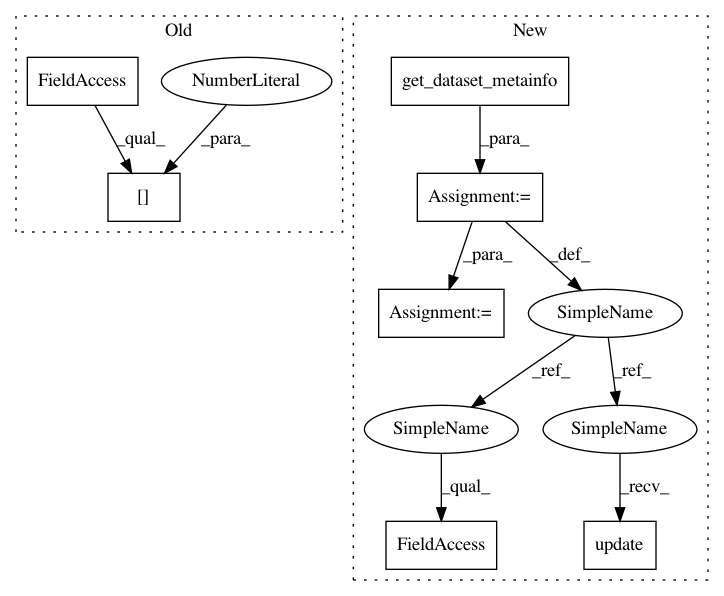 Old
New
FieldAccess
NumberLiteral
get_dataset_metainfo
_qual_
_para_
_para_
[]
Assignment:=
_para_
_def_
Assignment:=
SimpleName
_ref_
_ref_
SimpleName
SimpleName
_qual_
_recv_
FieldAccess
update